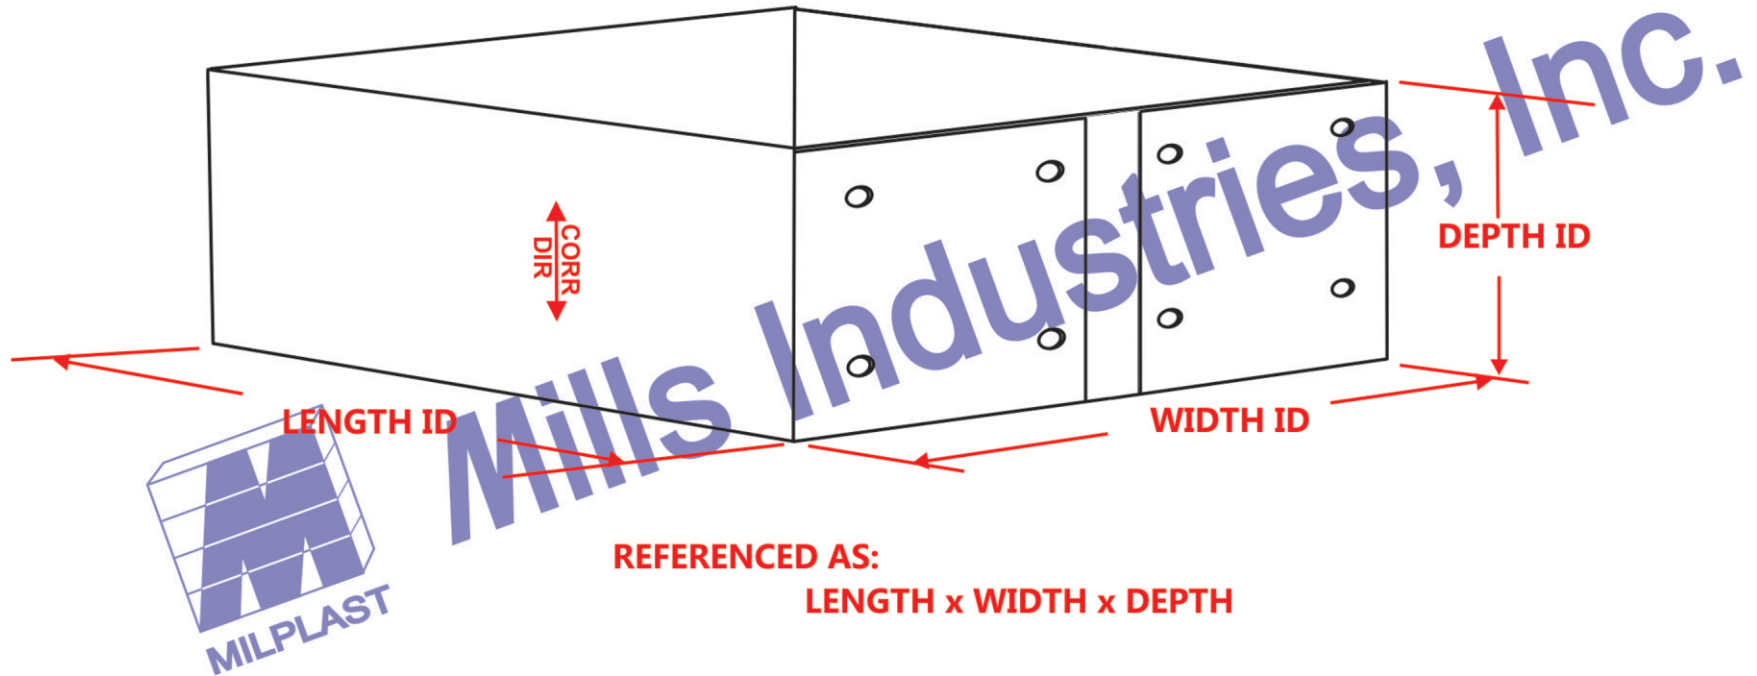 Mills Industries, Inc.
DEPTH ID
CORR
DIR
LENGTH ID
WIDTH ID
REFERENCED AS:
LENGTH x WIDTH x DEPTH
M
MILPLAST